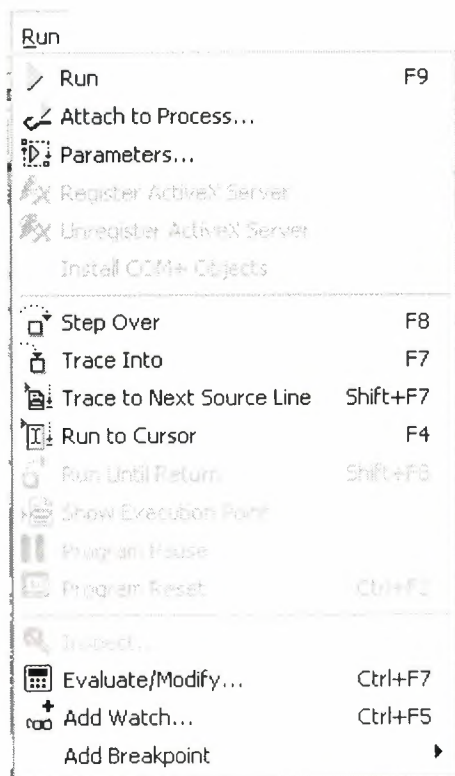 Run
Run F9
Attach to Process...
Parameters...
Register ActiveX Server
Unregister ActiveX Server
Install COM+ Objects
Step Over F8
Trace Into F7
Trace to Next Source Line Shift+F7
Run to Cursor F4
Run Until Return Shift+F8
Show Execution Point
Program Pause
Program Reset Ctrl+F2
Inspect...
Evaluate/Modify... Ctrl+F7
Add Watch... Ctrl+F5
Add Breakpoint